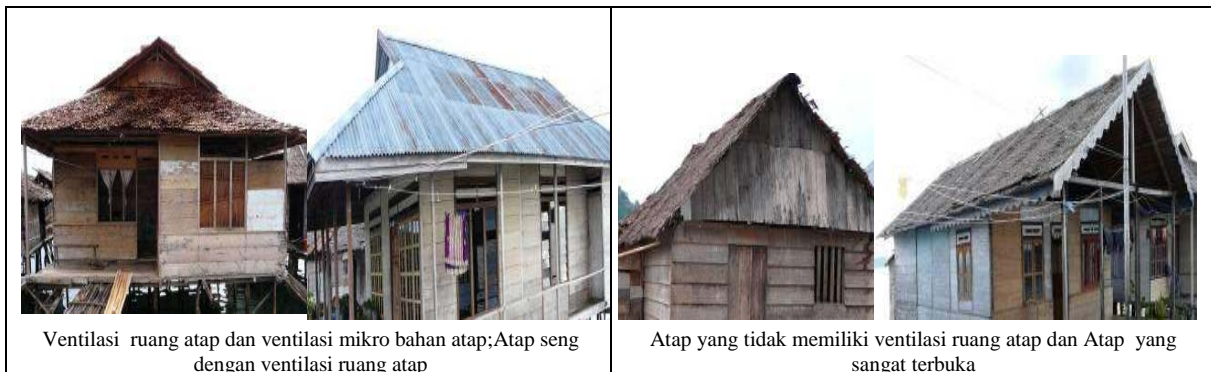 Ventilasi ruang atap dan ventilasi mikro bahan atap;Atap seng
dengan ventilasi ruang atap
Atap yang tidak memiliki ventilasi ruang atap dan Atap yang
sangat terbuka